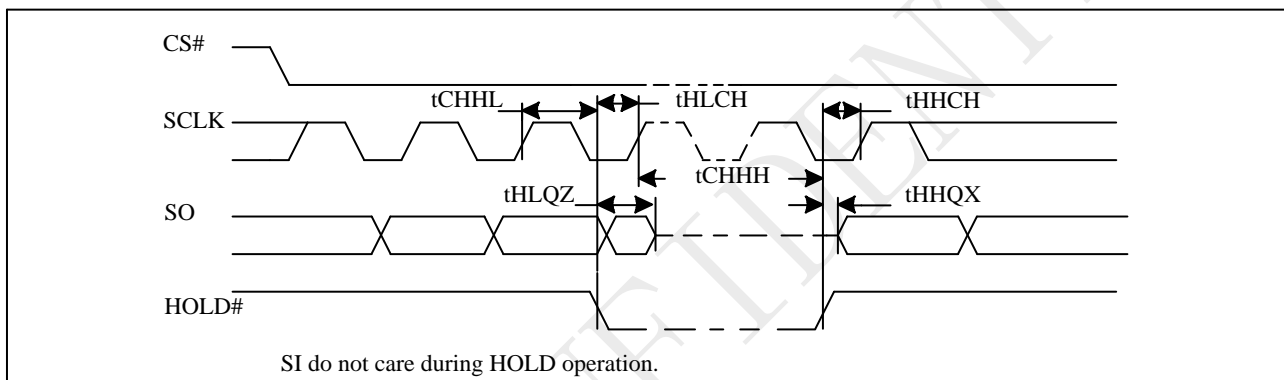 CS#
tCHHL
tHLCH
tHHCH
SCLK
tCHHH
tHLQZ
tHHQX
SO
HOLD#
SI do not care during HOLD operation.